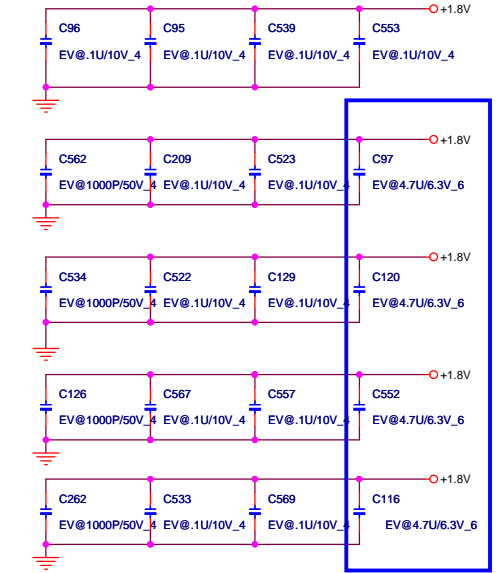 +1.8V
C96 C95 C539 C553
EV@.1U/10V_4 EV@.1U/10V_4 EV@.1U/10V_4 EV@.1U/10V_4
+1.8V
C562 C209 C523 C97
EV@1000P/50V_4 EV@.1U/10V_4 EV@.1U/10V_4 EV@4.7U/6.3V_6
+1.8V
C534 C522 C129 C120
EV@1000P/50V_4 EV@.1U/10V_4 EV@.1U/10V_4 EV@4.7U/6.3V_6
+1.8V
C126 C567 C557 C552
EV@1000P/50V_4 EV@.1U/10V_4 EV@.1U/10V_4 EV@4.7U/6.3V_6
+1.8V
C262 C533 C569 C116
EV@1000P/50V_4 EV@.1U/10V_4 EV@.1U/10V_4 EV@4.7U/6.3V_6